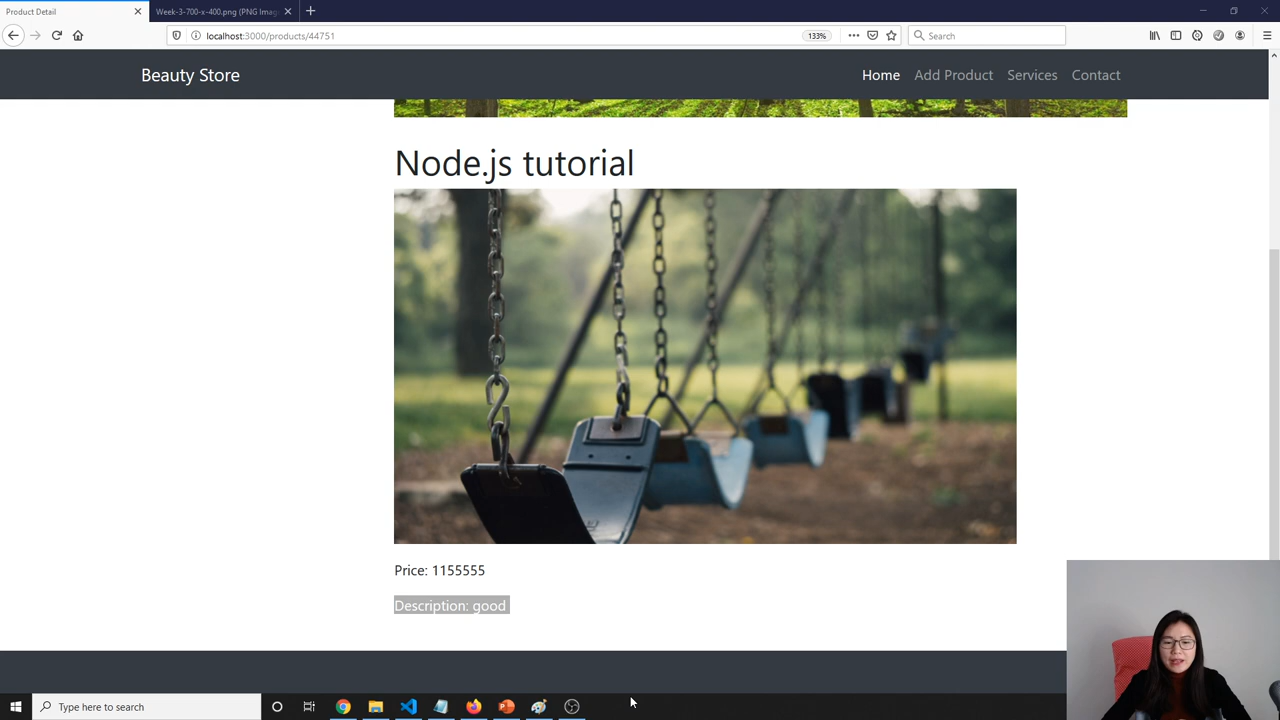 Product Detail
Week-3-700-x-400.png (PNG Imag
localhost:3000/products/44751
133%
Search
Beauty Store
Home
Add Product
Services
Contact
Node.js tutorial
Price: 1155555
Description: good
Type here to search